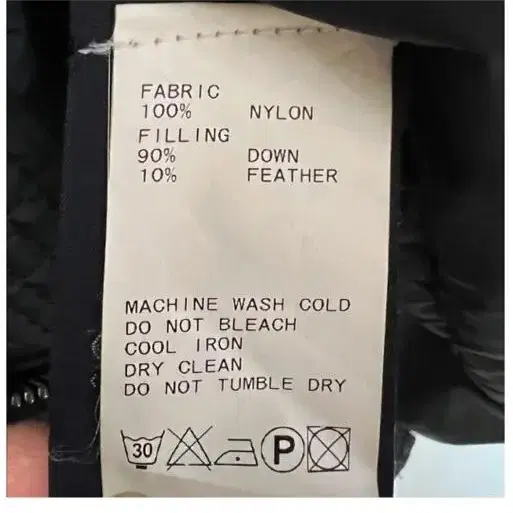 FABRIC
100% NYLON
FILLING
90% DOWN
10% FEATHER
MACHINE WASH COLD
DO NOT BLEACH
COOL IRON
DRY CLEAN
DO NOT TUMBLE DRY
30 P